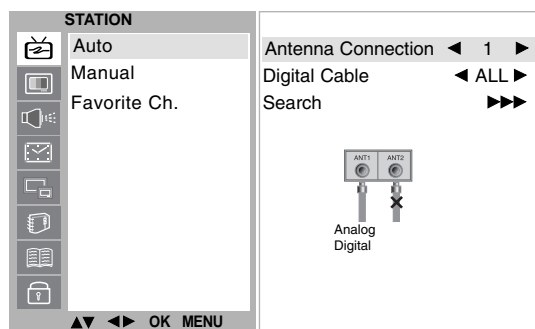 STATION
Auto
Manual
Favorite Ch.
▲▼ ◀▶ OK MENU
Antenna Connection ◀ 1 ▶
Digital Cable ◀ ALL ▶
Search ▶▶▶
ANT1 ANT2
Analog
Digital